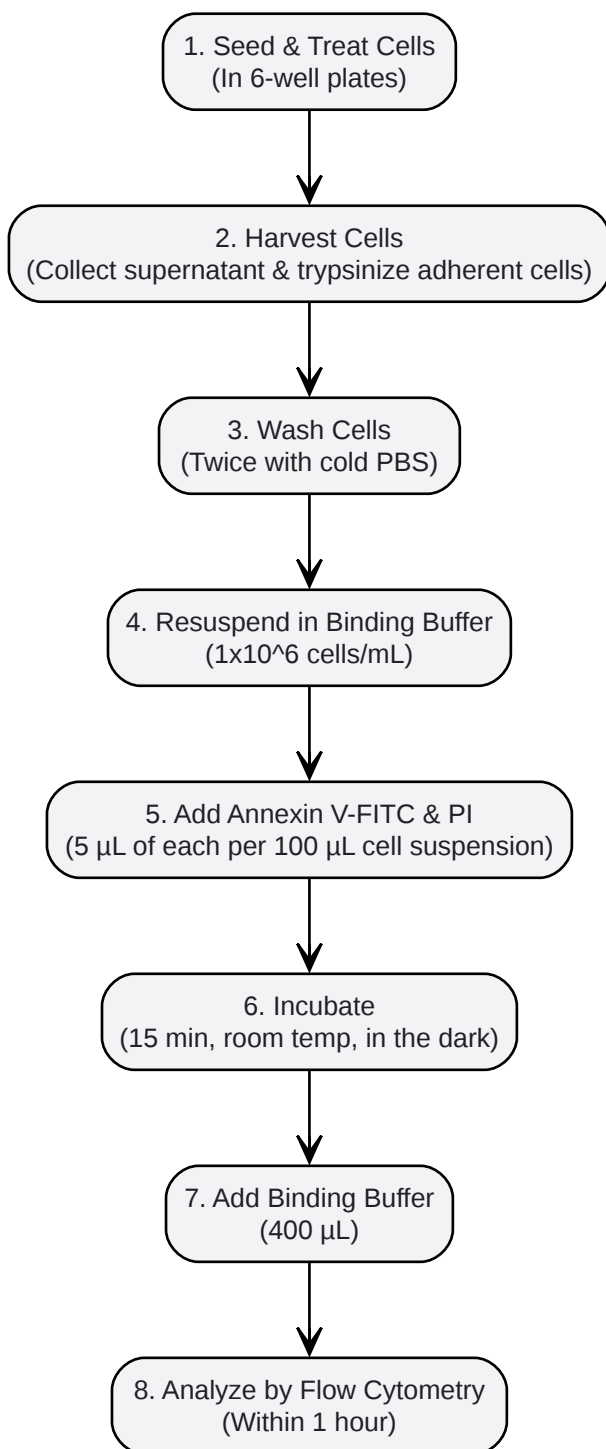 1. Seed & Treat Cells
(In 6-well plates)
2. Harvest Cells
(Collect supernatant & trypsinize adherent cells)
3. Wash Cells
(Twice with cold PBS)
4. Resuspend in Binding Buffer
(1x10^6 cells/mL)
5. Add Annexin V-FITC & PI
(5 µL of each per 100 µL cell suspension)
6. Incubate
(15 min, room temp, in the dark)
7. Add Binding Buffer
(400 µL)
8. Analyze by Flow Cytometry
(Within 1 hour)